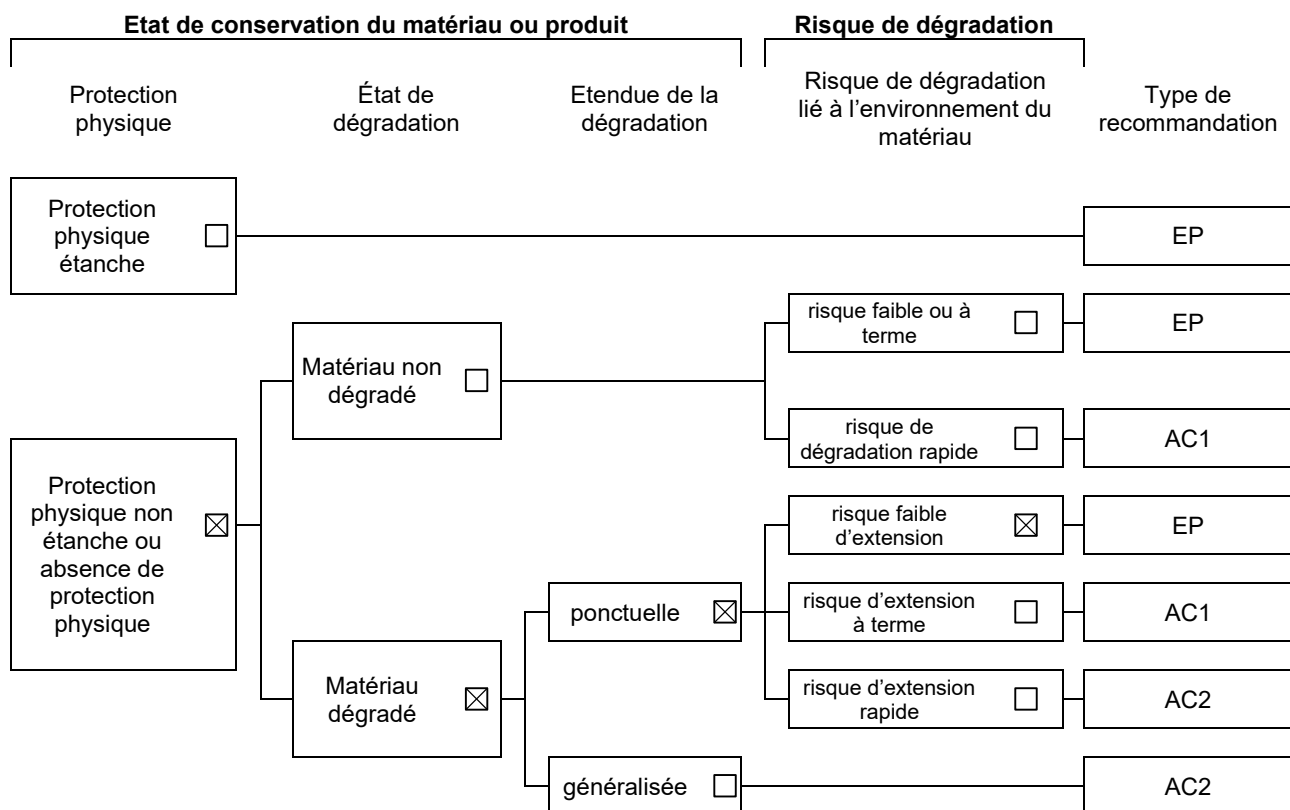 Etat de conservation du matériau ou produit
Risque de dégradation
Protection
physique
État de
dégradation
Etendue de la
dégradation
Risque de dégradation
lié à l'environnement du
matériau
Type de
recommandation
Protection
physique
étanche
EP
risque faible ou à
terme
EP
Matériau non
dégradé
risque de
dégradation rapide
AC1
Protection
physique non
étanche ou
absence de
protection
physique
risque faible
d'extension
EP
ponctuelle
risque d'extension
à terme
AC1
Matériau
dégradé
risque d'extension
rapide
AC2
généralisée
AC2